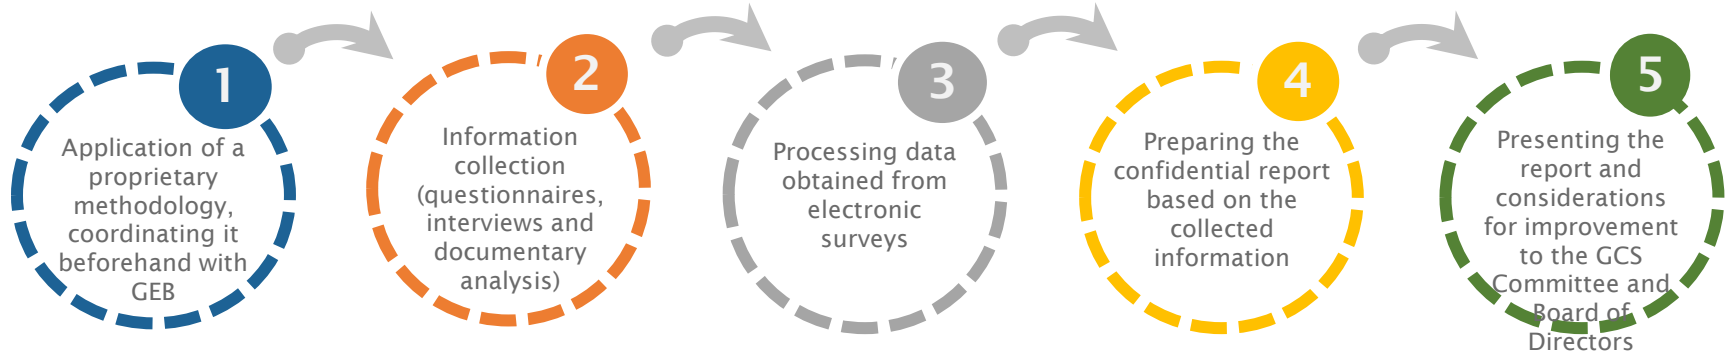 1
Application of a
proprietary
methodology,
coordinating it
beforehand with
GEB
2
Information
collection
(questionnaires,
interviews and
documentary
analysis)
3
Processing data
obtained from
electronic
surveys
4
Preparing the
confidential report
based on the
collected
information
5
Presenting the
report and
considerations
for improvement
to the GCS
Committee and
Board of
Directors